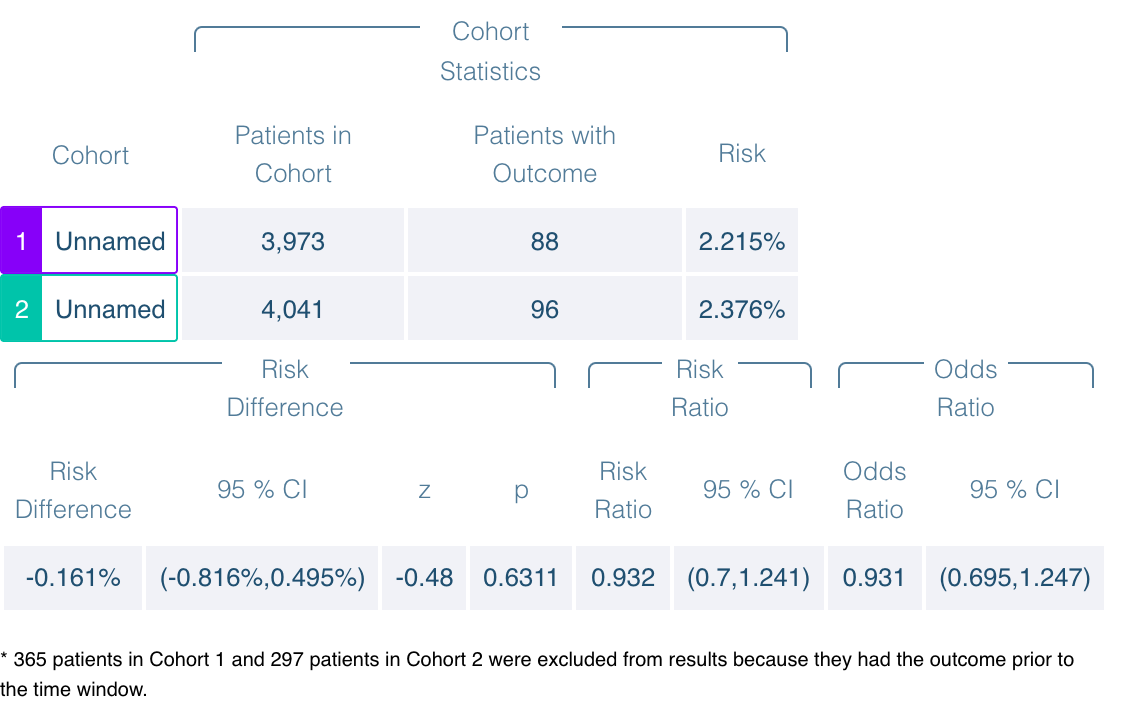 Cohort
Statistics
Cohort
Patients in
Cohort
Patients with
Outcome
Risk
1 Unnamed 3,973 88 2.215%
2 Unnamed 4,041 96 2.376%
Risk
Difference
Risk
Ratio
Odds
Ratio
Risk
Difference
95 % CI
z
p
Risk
Ratio
95 % CI
Odds
Ratio
95 % CI
-0.161% (-0.816%,0.495%) -0.48 0.6311 0.932 (0.7,1.241) 0.931 (0.695,1.247)
* 365 patients in Cohort 1 and 297 patients in Cohort 2 were excluded from results because they had the outcome prior to
the time window.